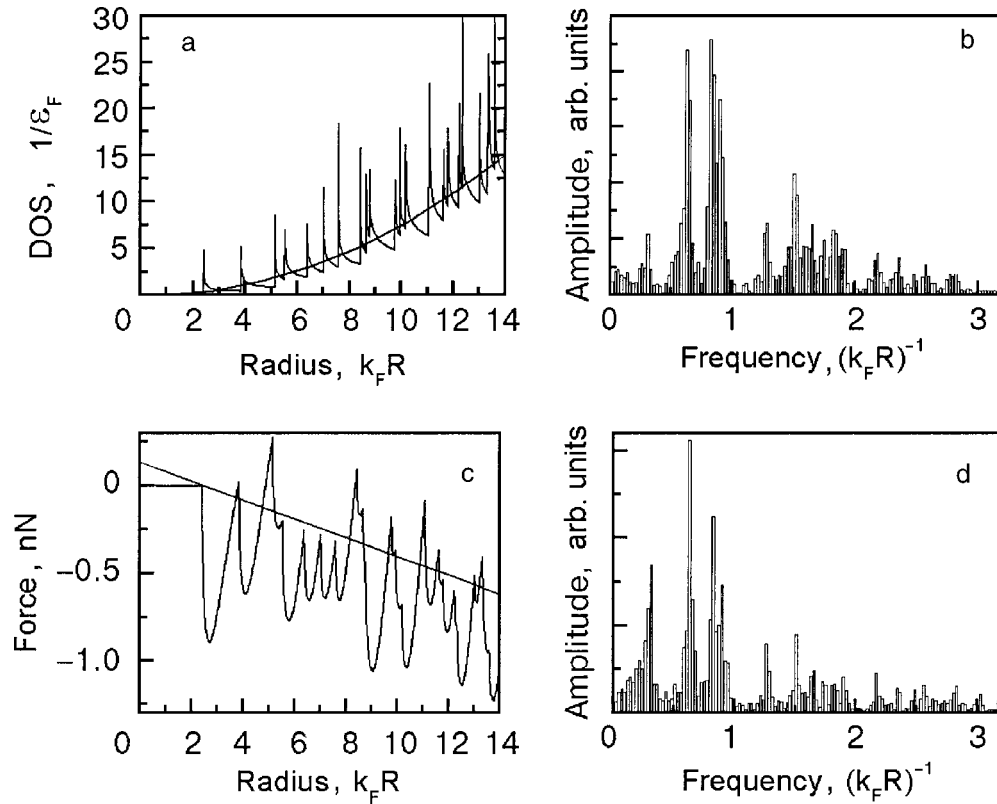 a
30
25
20
15
10
5
DOS, 1/ε_F
0 2 4 6 8 10 12 14
Radius, k_FR
b
Amplitude, arb. units
0 1 2 3
Frequency, (k_FR)⁻¹
c
0
−0.5
−1.0
Force, nN
0 2 4 6 8 10 12 14
Radius, k_FR
d
Amplitude, arb. units
0 1 2 3
Frequency, (k_FR)⁻¹